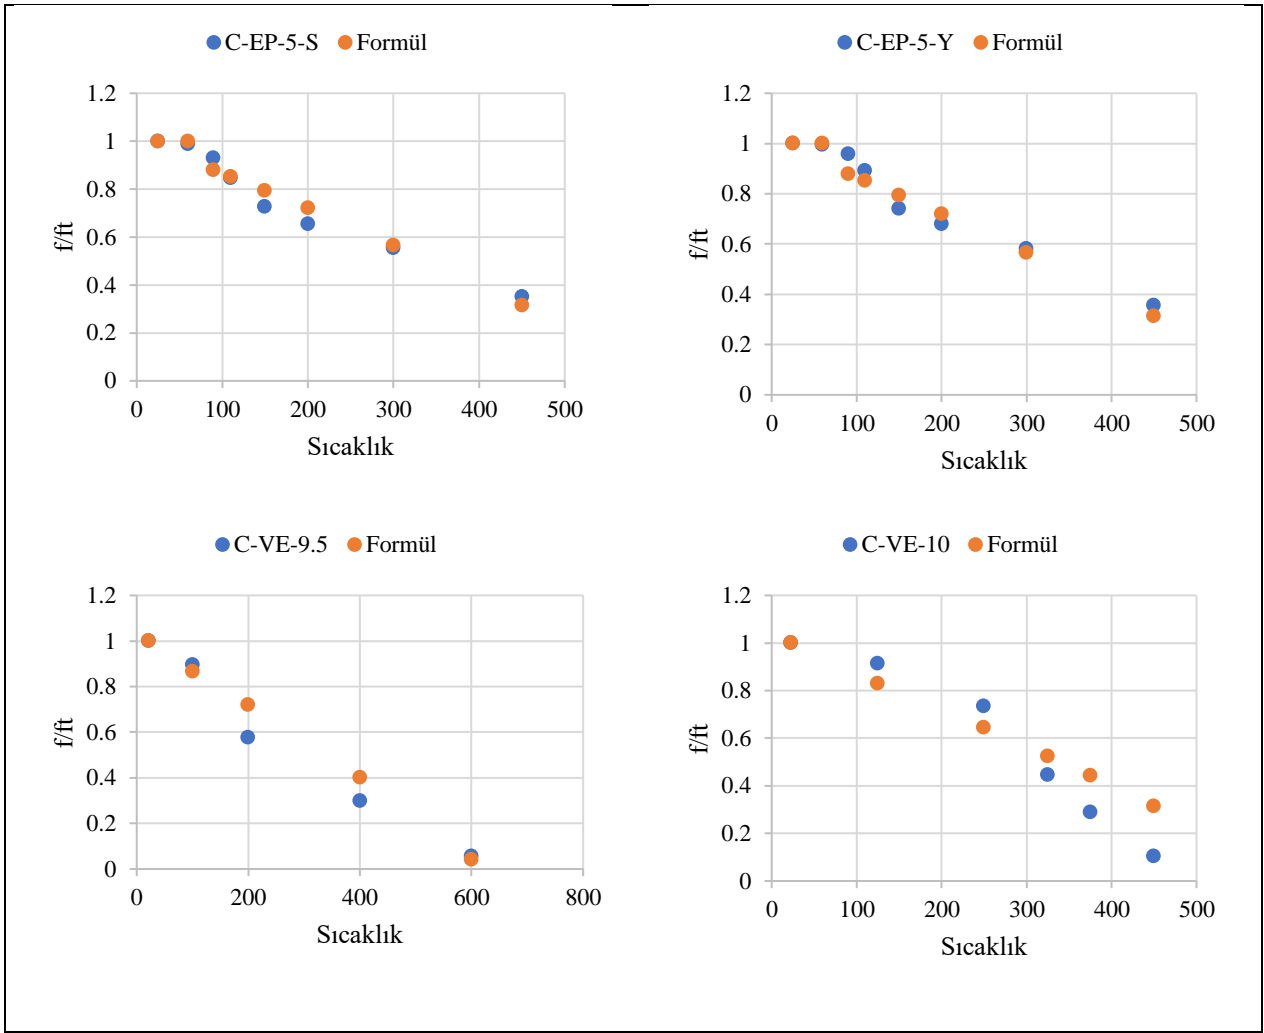 C-EP-5-S Formül
1.2
1
0.8
0.6
0.4
0.2
0
f/ft
0 100 200 300 400 500
Sıcaklık
C-EP-5-Y Formül
1.2
1
0.8
0.6
0.4
0.2
0
f/ft
0 100 200 300 400 500
Sıcaklık
C-VE-9.5 Formül
1.2
1
0.8
0.6
0.4
0.2
0
f/ft
0 200 400 600 800
Sıcaklık
C-VE-10 Formül
1.2
1
0.8
0.6
0.4
0.2
0
f/ft
0 100 200 300 400 500
Sıcaklık